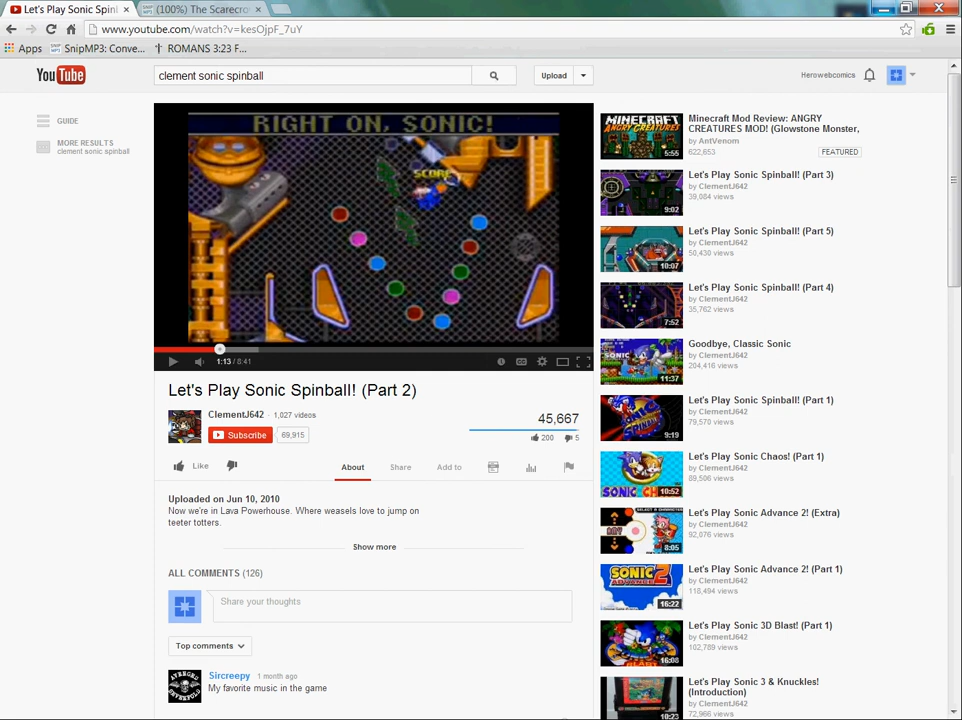 Let's Play Sonic Spinl
(100%) The Scarecro
www.youtube.com/watch?v=kesOjpF_7uY
Apps
SnipMP3: Conve...
ROMANS 3:23 F...
YouTube
clement sonic spinball
Upload
Herowebcomics
GUIDE
MORE RESULTS
clement sonic spinball
RIGHT ON, SONIC!
SCORE
1:13 / 8:41
Let's Play Sonic Spinball! (Part 2)
ClementJ642 · 1,027 videos
Subscribe 69,915
45,667
200 5
Like
About
Share
Add to
Uploaded on Jun 10, 2010
Now we're in Lava Powerhouse. Where weasels love to jump on
teeter totters.
Show more
ALL COMMENTS (126)
Share your thoughts
Top comments
Sircreepy 1 month ago
My favorite music in the game
MINECRAFT
ANGRY CREATURES
5:55
Minecraft Mod Review: ANGRY
CREATURES MOD! (Glowstone Monster,
by AntVenom
622,653
FEATURED
9:02
Let's Play Sonic Spinball! (Part 3)
by ClementJ642
39,084 views
10:07
Let's Play Sonic Spinball! (Part 5)
by ClementJ642
50,430 views
7:52
Let's Play Sonic Spinball! (Part 4)
by ClementJ642
35,762 views
SONIC
11:37
Goodbye, Classic Sonic
by ClementJ642
204,416 views
9:19
Let's Play Sonic Spinball! (Part 1)
by ClementJ642
79,570 views
SONIC CH
10:52
Let's Play Sonic Chaos! (Part 1)
by ClementJ642
89,506 views
SELECT A CHARACTER
AMY
8:05
Let's Play Sonic Advance 2! (Extra)
by ClementJ642
92,076 views
SONIC 2
ADVANCE
16:22
Let's Play Sonic Advance 2! (Part 1)
by ClementJ642
118,494 views
BLAST
16:08
Let's Play Sonic 3D Blast! (Part 1)
by ClementJ642
102,789 views
10:23
Let's Play Sonic 3 & Knuckles!
(Introduction)
by ClementJ642
72,966 views